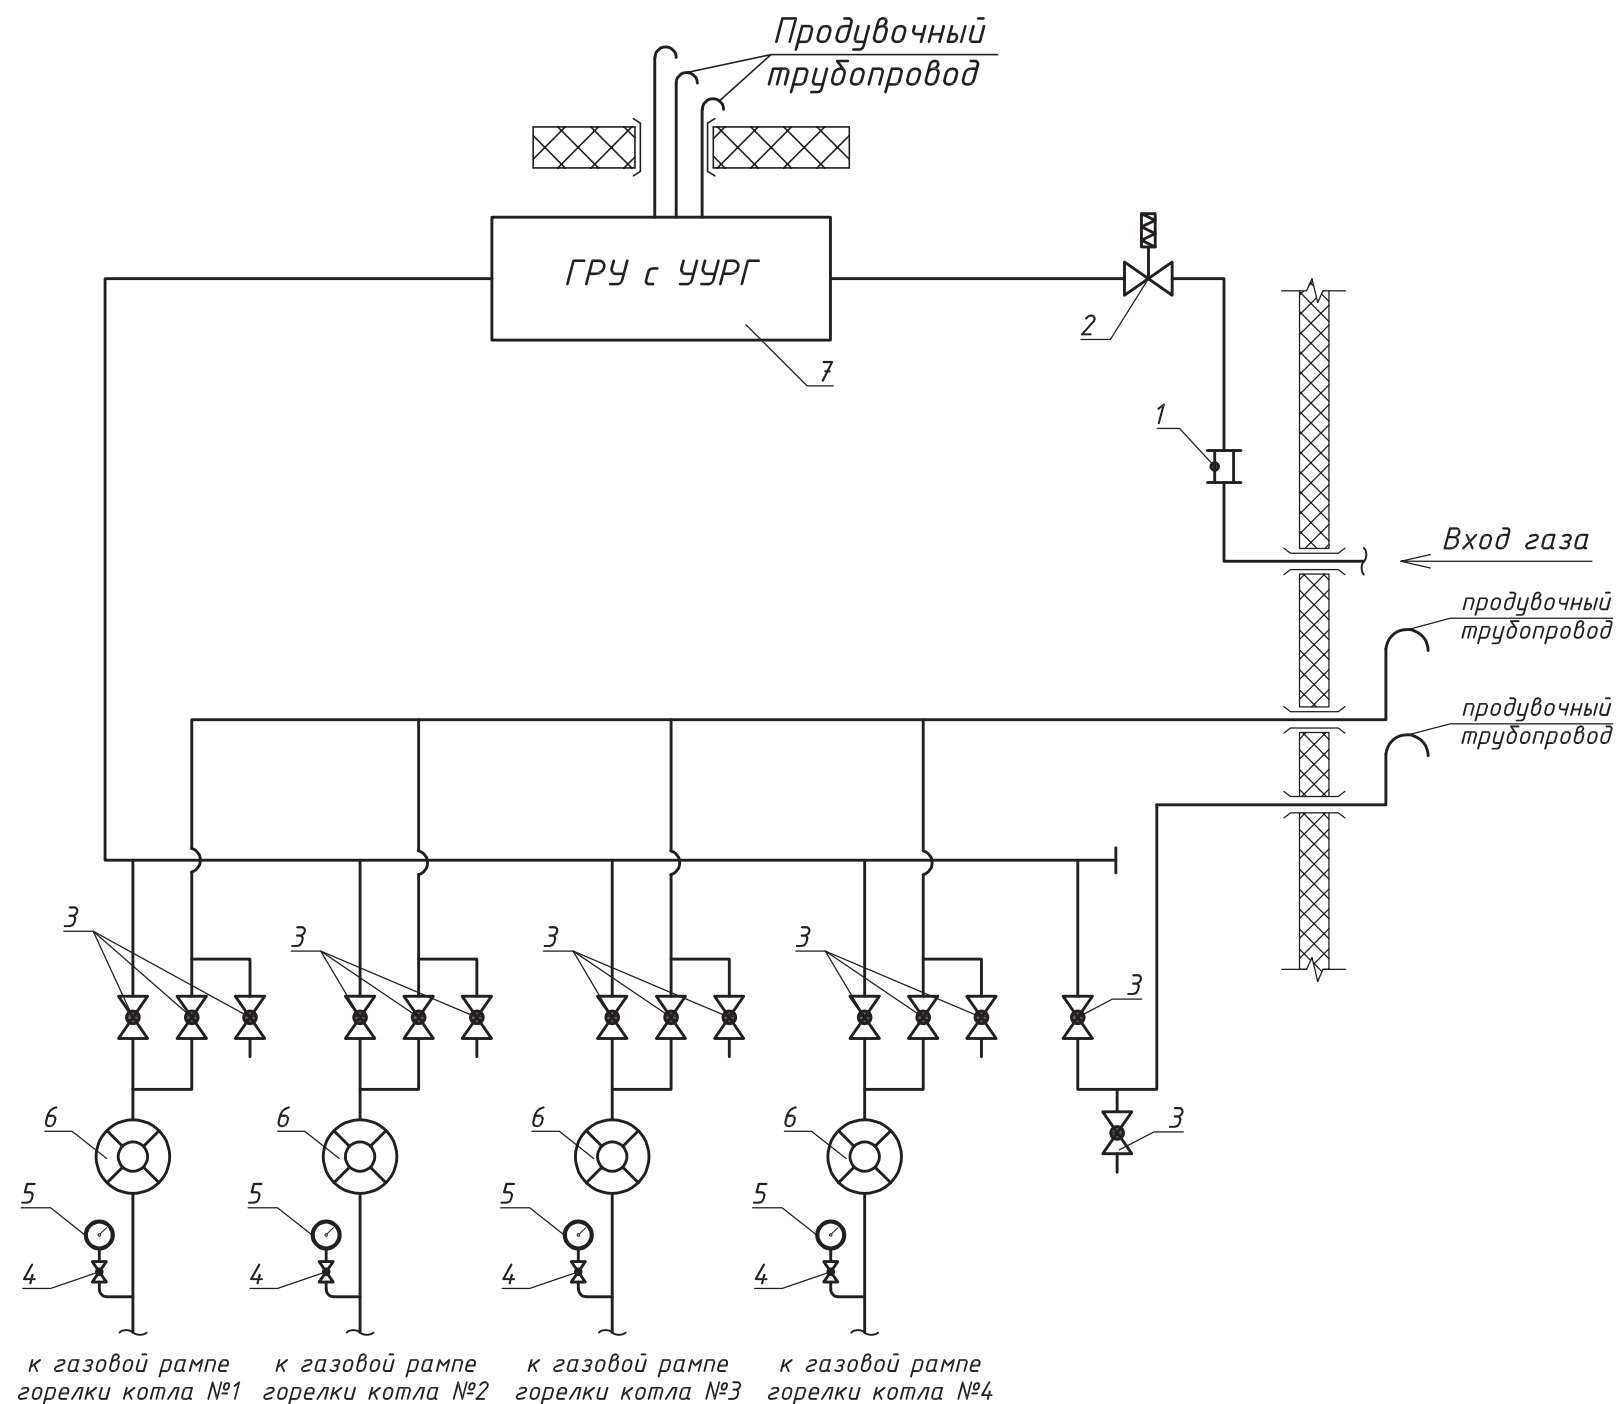 Продувочный
трубопровод
ГРУ с УУРГ
2
7
1
Вход газа
продувочный
трубопровод
продувочный
трубопровод
3
3
3
3
3
6
6
6
6
3
5
5
5
5
4
4
4
4
к газовой рампе
горелки котла №1
к газовой рампе
горелки котла №2
к газовой рампе
горелки котла №3
к газовой рампе
горелки котла №4